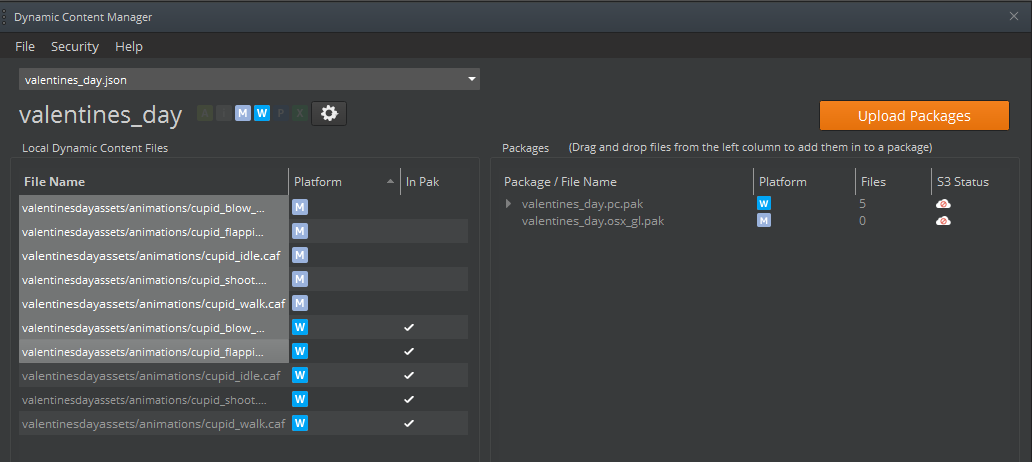 Dynamic Content Manager
File Security Help
valentines_day.json
valentines_day A I M W P X
Upload Packages
Local Dynamic Content Files
Packages (Drag and drop files from the left column to add them in to a package)
File Name Platform In Pak
valentinesdayassets/animations/cupid_blow_... M
valentinesdayassets/animations/cupid_flappi... M
valentinesdayassets/animations/cupid_idle.caf M
valentinesdayassets/animations/cupid_shoot.... M
valentinesdayassets/animations/cupid_walk.caf M
valentinesdayassets/animations/cupid_blow_... W
valentinesdayassets/animations/cupid_flappi... W
valentinesdayassets/animations/cupid_idle.caf W
valentinesdayassets/animations/cupid_shoot.... W
valentinesdayassets/animations/cupid_walk.caf W
Package / File Name Platform Files S3 Status
valentines_day.pc.pak W 5
valentines_day.osx_gl.pak M 0